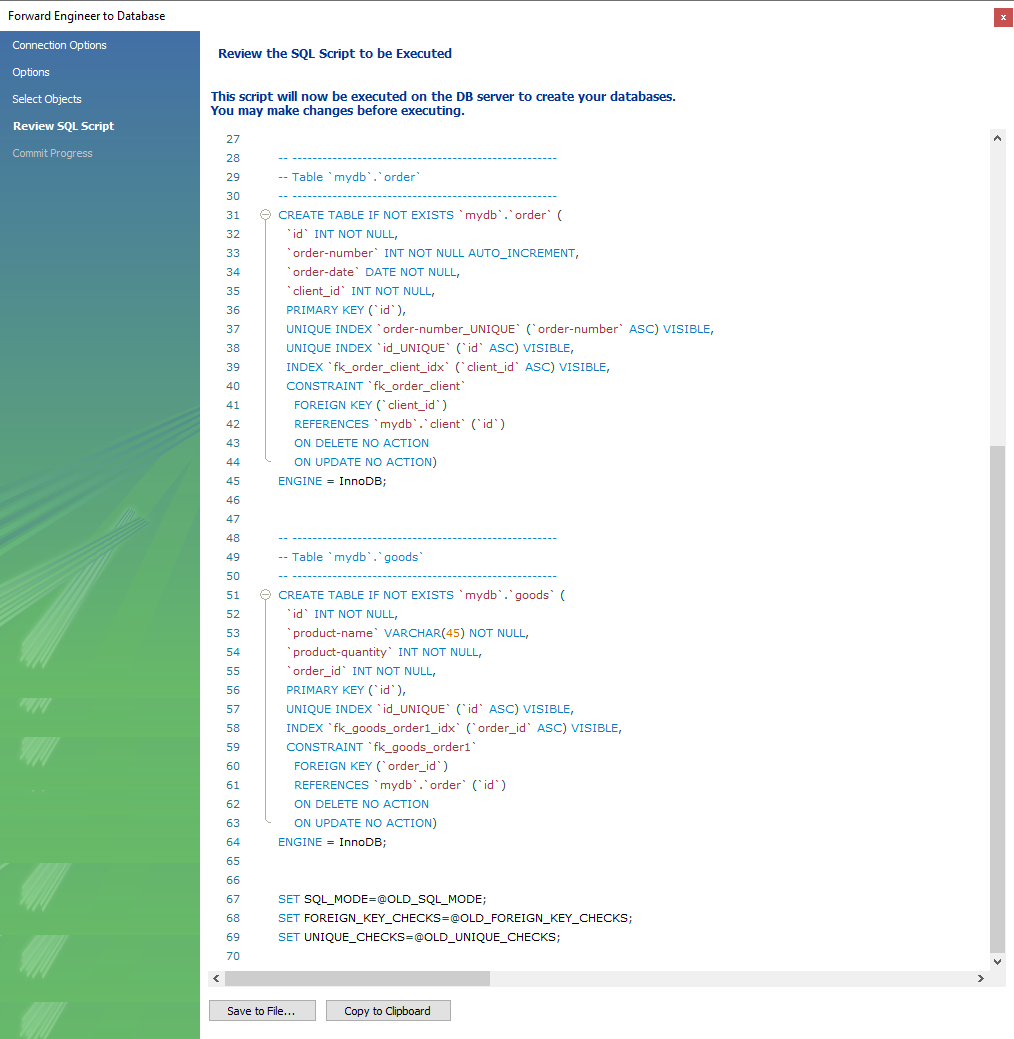 Forward Engineer to Database
x
Connection Options
Options
Select Objects
Review SQL Script
Commit Progress
Review the SQL Script to be Executed
This script will now be executed on the DB server to create your databases.
You may make changes before executing.
27
28 -- -----------------------------------------------------
29 -- Table `mydb`.`order`
30 -- -----------------------------------------------------
31 CREATE TABLE IF NOT EXISTS `mydb`.`order` (
32 `id` INT NOT NULL,
33 `order-number` INT NOT NULL AUTO_INCREMENT,
34 `order-date` DATE NOT NULL,
35 `client_id` INT NOT NULL,
36 PRIMARY KEY (`id`),
37 UNIQUE INDEX `order-number_UNIQUE` (`order-number` ASC) VISIBLE,
38 UNIQUE INDEX `id_UNIQUE` (`id` ASC) VISIBLE,
39 INDEX `fk_order_client_idx` (`client_id` ASC) VISIBLE,
40 CONSTRAINT `fk_order_client`
41 FOREIGN KEY (`client_id`)
42 REFERENCES `mydb`.`client` (`id`)
43 ON DELETE NO ACTION
44 ON UPDATE NO ACTION)
45 ENGINE = InnoDB;
46
47
48 -- -----------------------------------------------------
49 -- Table `mydb`.`goods`
50 -- -----------------------------------------------------
51 CREATE TABLE IF NOT EXISTS `mydb`.`goods` (
52 `id` INT NOT NULL,
53 `product-name` VARCHAR(45) NOT NULL,
54 `product-quantity` INT NOT NULL,
55 `order_id` INT NOT NULL,
56 PRIMARY KEY (`id`),
57 UNIQUE INDEX `id_UNIQUE` (`id` ASC) VISIBLE,
58 INDEX `fk_goods_order1_idx` (`order_id` ASC) VISIBLE,
59 CONSTRAINT `fk_goods_order1`
60 FOREIGN KEY (`order_id`)
61 REFERENCES `mydb`.`order` (`id`)
62 ON DELETE NO ACTION
63 ON UPDATE NO ACTION)
64 ENGINE = InnoDB;
65
66
67 SET SQL_MODE=@OLD_SQL_MODE;
68 SET FOREIGN_KEY_CHECKS=@OLD_FOREIGN_KEY_CHECKS;
69 SET UNIQUE_CHECKS=@OLD_UNIQUE_CHECKS;
70
Save to File...
Copy to Clipboard